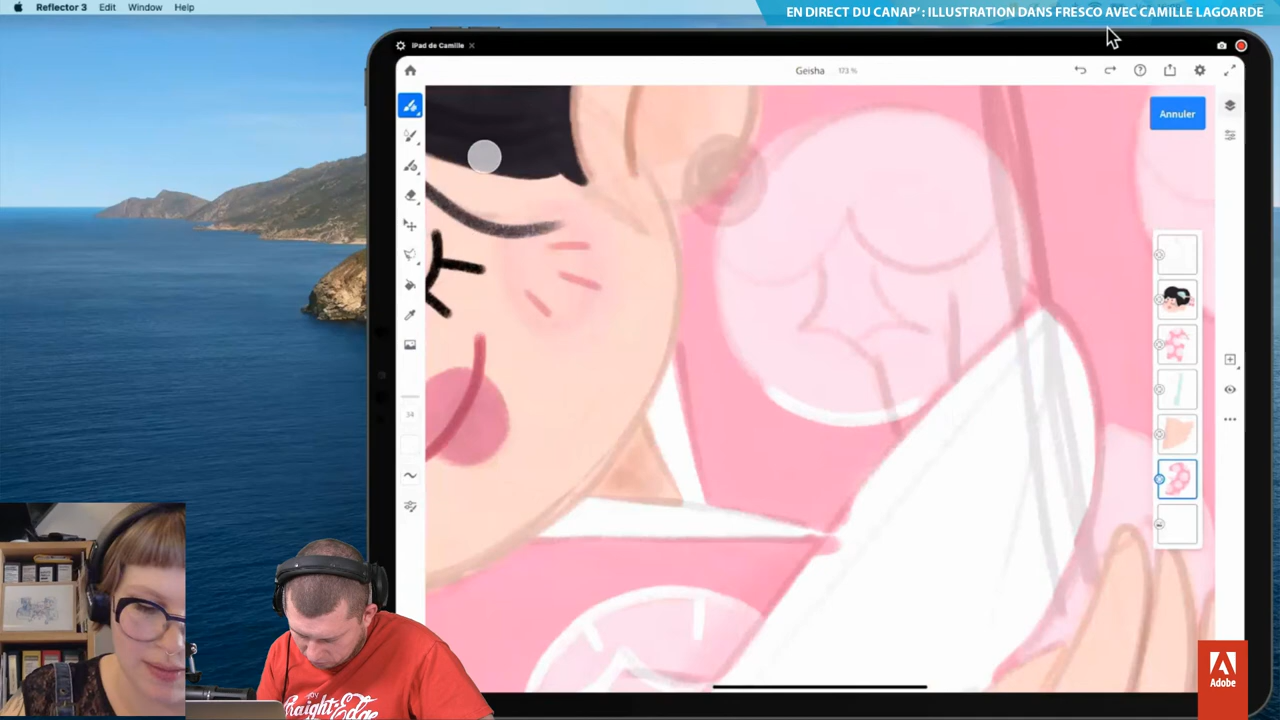 Reflector 3 Edit Window Help
EN DIRECT DU CANAP' : ILLUSTRATION DANS FRESCO AVEC CAMILLE LAGOARDE
iPad de Camille
Geisha 173 %
Annuler
34
Adobe